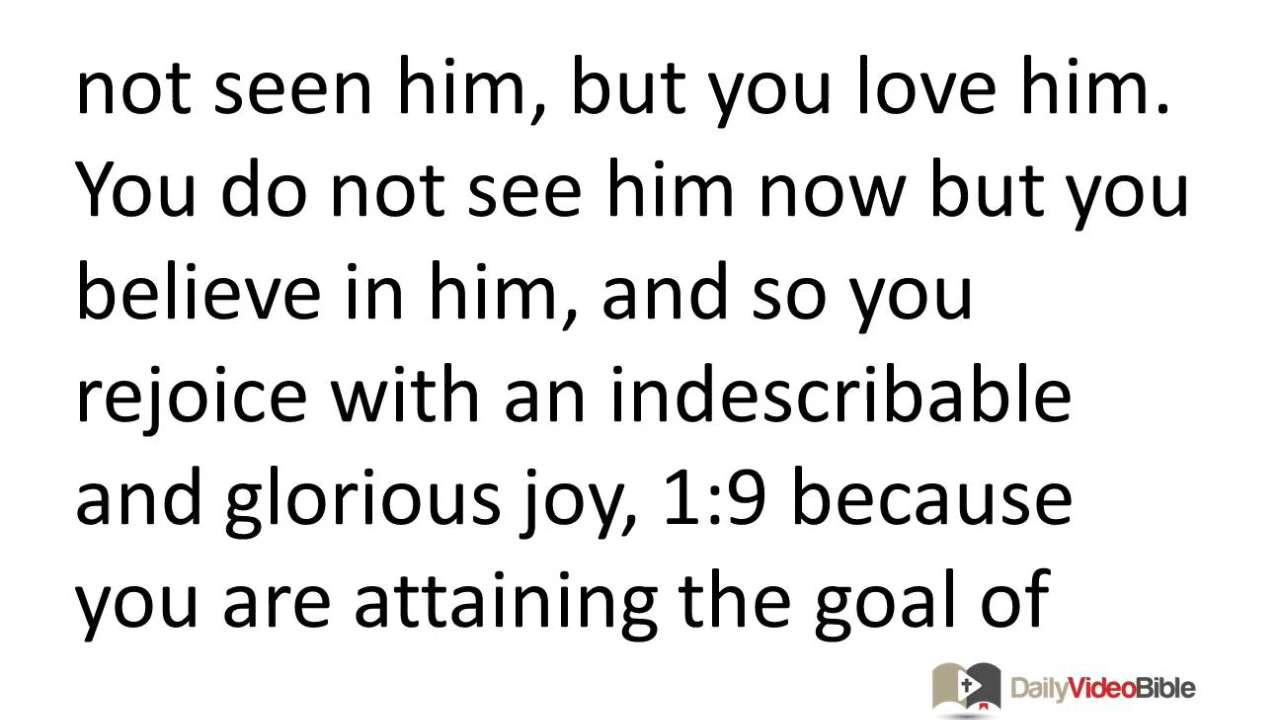 not seen him, but you love him.
You do not see him now but you
believe in him, and so you
rejoice with an indescribable
and glorious joy, 1:9 because
you are attaining the goal of
DailyVideoBible